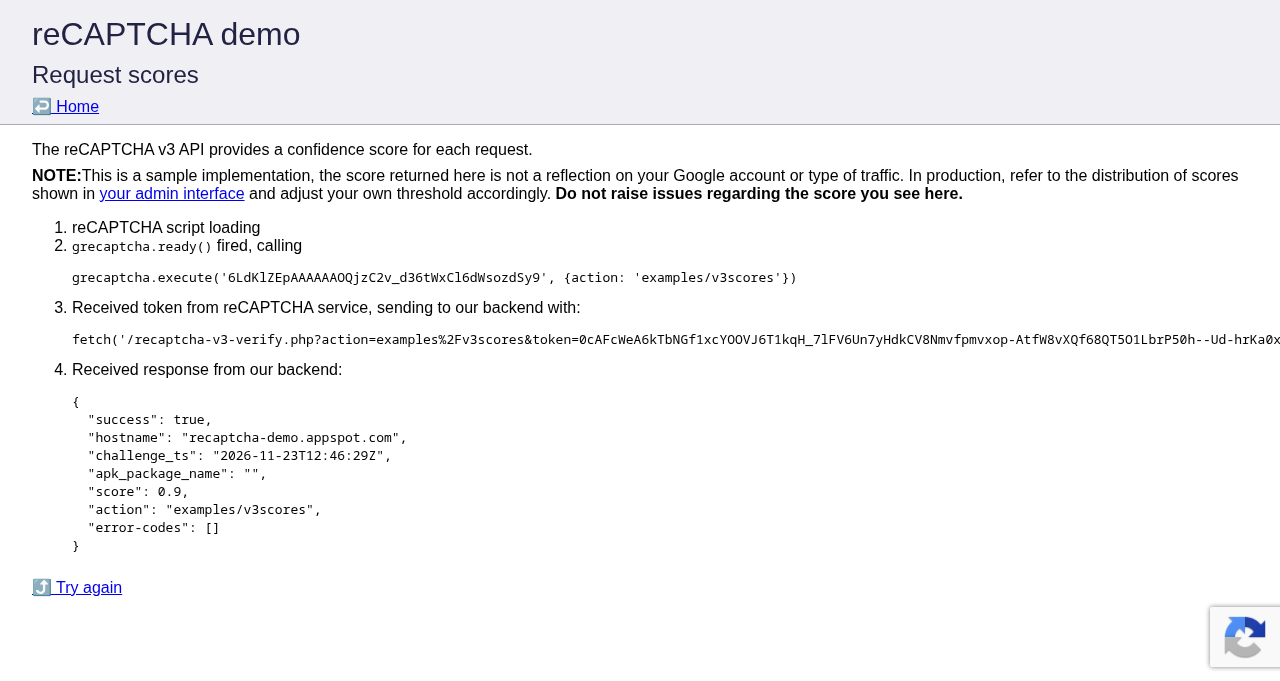 reCAPTCHA demo
Request scores
↩️ Home
The reCAPTCHA v3 API provides a confidence score for each request.
NOTE:This is a sample implementation, the score returned here is not a reflection on your Google account or type of traffic. In production, refer to the distribution of scores
shown in your admin interface and adjust your own threshold accordingly. Do not raise issues regarding the score you see here.
1. reCAPTCHA script loading
2. grecaptcha.ready() fired, calling
grecaptcha.execute('6LdKlZEpAAAAAAOQjzC2v_d36tWxCl6dWsozdSy9', {action: 'examples/v3scores'})
3. Received token from reCAPTCHA service, sending to our backend with:
fetch('/recaptcha-v3-verify.php?action=examples%2Fv3scores&token=0cAFcWeA6kTbNGf1xcYOOVJ6T1kqH_7lFV6Un7yHdkCV8Nmvfpmvxop-AtfW8vXQf68QT5O1LbrP50h--Ud-hrKa0x
4. Received response from our backend:
{
  "success": true,
  "hostname": "recaptcha-demo.appspot.com",
  "challenge_ts": "2026-11-23T12:46:29Z",
  "apk_package_name": "",
  "score": 0.9,
  "action": "examples/v3scores",
  "error-codes": []
}
⤴️ Try again